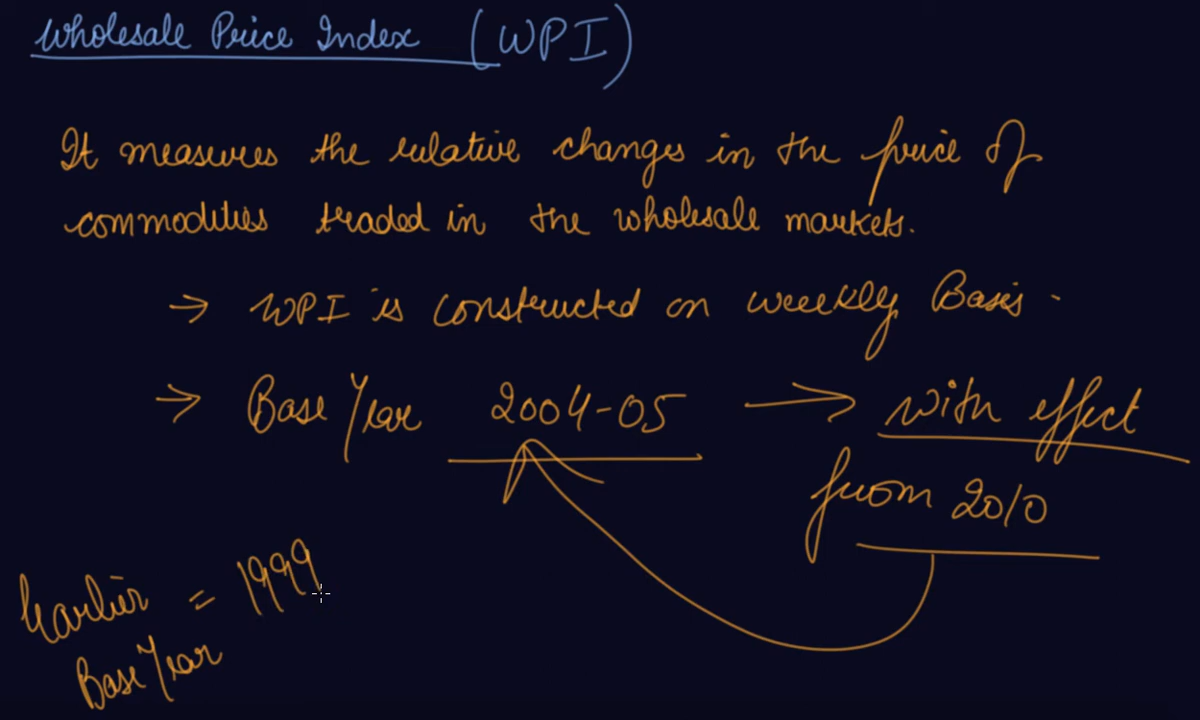 Wholesale Price Index (WPI)
It measures the relative changes in the price of
commodities traded in the wholesale markets.
→ WPI is constructed on weekly Basis.
→ Base Year 2004-05 → with effect
from 2010
Earlier = 1999
Base Year